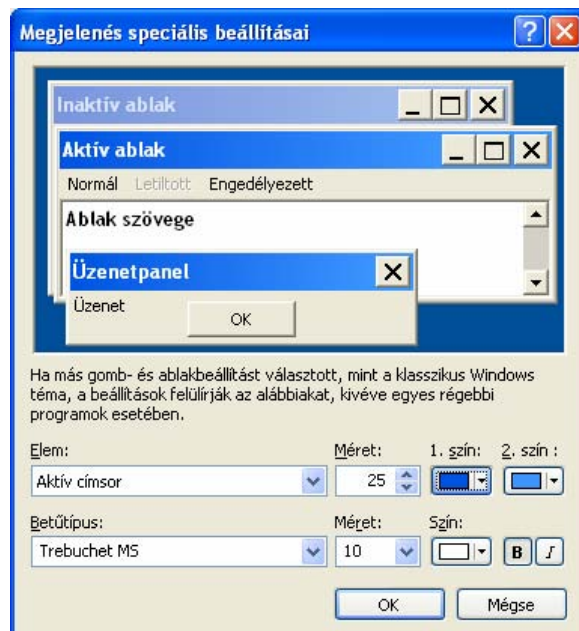 Megjelenés speciális beállításai
Inaktív ablak
Aktív ablak
Normál Letiltott Engedélyezett
Ablak szövege
Üzenetpanel
Üzenet
OK
Ha más gomb- és ablakbeállítást választott, mint a klasszikus Windows
téma, a beállítások felülírják az alábbiakat, kivéve egyes régebbi
programok esetében.
Elem: Méret: 1. szín: 2. szín :
Aktív címsor 25
Betűtípus: Méret: Szín:
Trebuchet MS 10 B I
OK Mégse